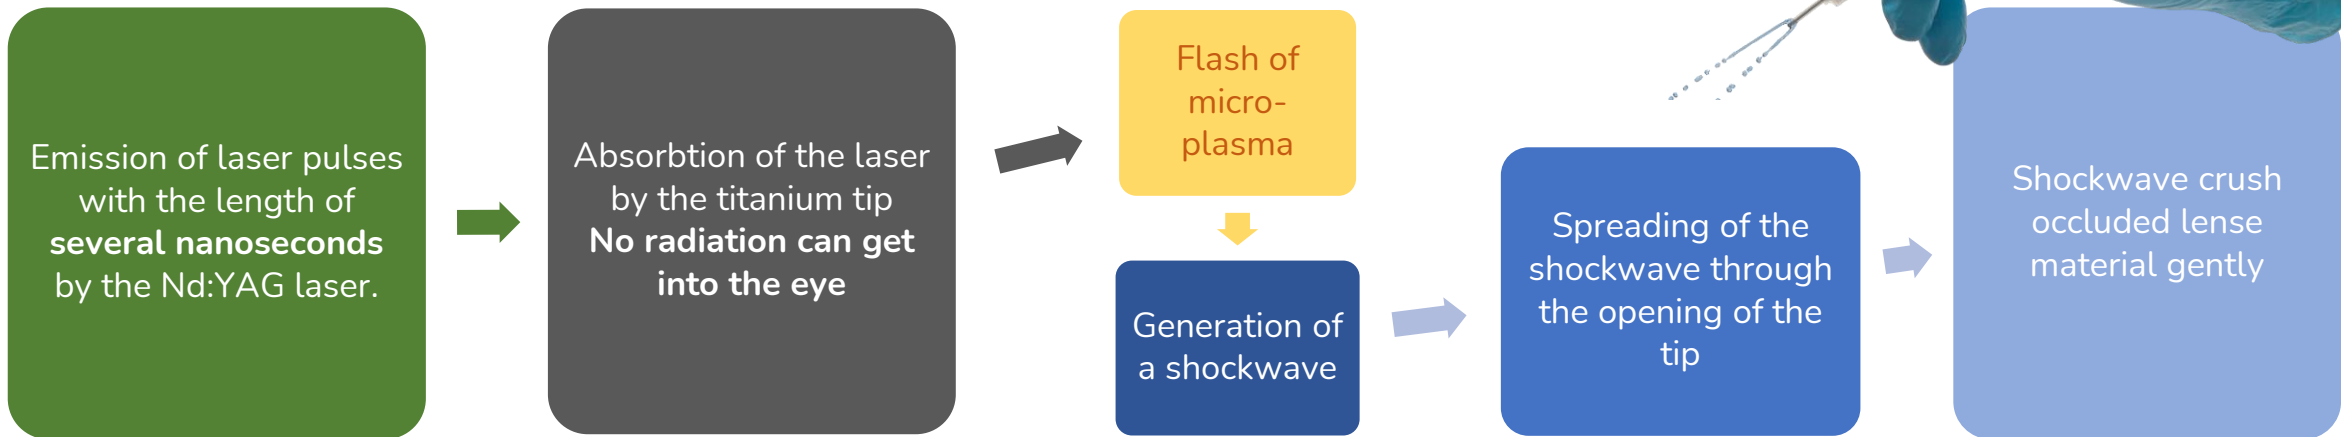 Emission of laser pulses
with the length of
several nanoseconds
by the Nd:YAG laser.
Absorbtion of the laser
by the titanium tip
No radiation can get
into the eye
Flash of
micro-
plasma
Generation of
a shockwave
Spreading of the
shockwave through
the opening of the
tip
Shockwave crush
occluded lense
material gently